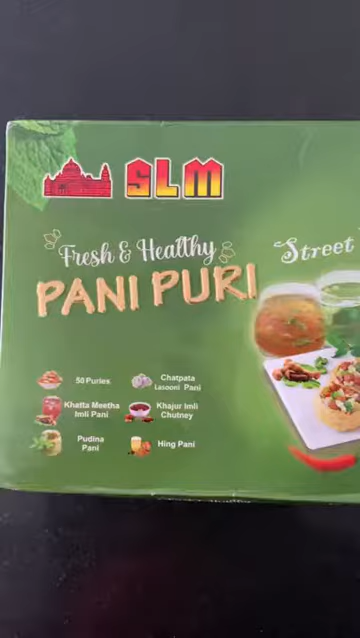 SLM
Fresh & Healthy
Street
PANI PURI
50 Puries
Chatpata
Lasooni Pani
Khatta Meetha
Imli Pani
Khajur Imli
Chutney
Pudina
Pani
Hing Pani